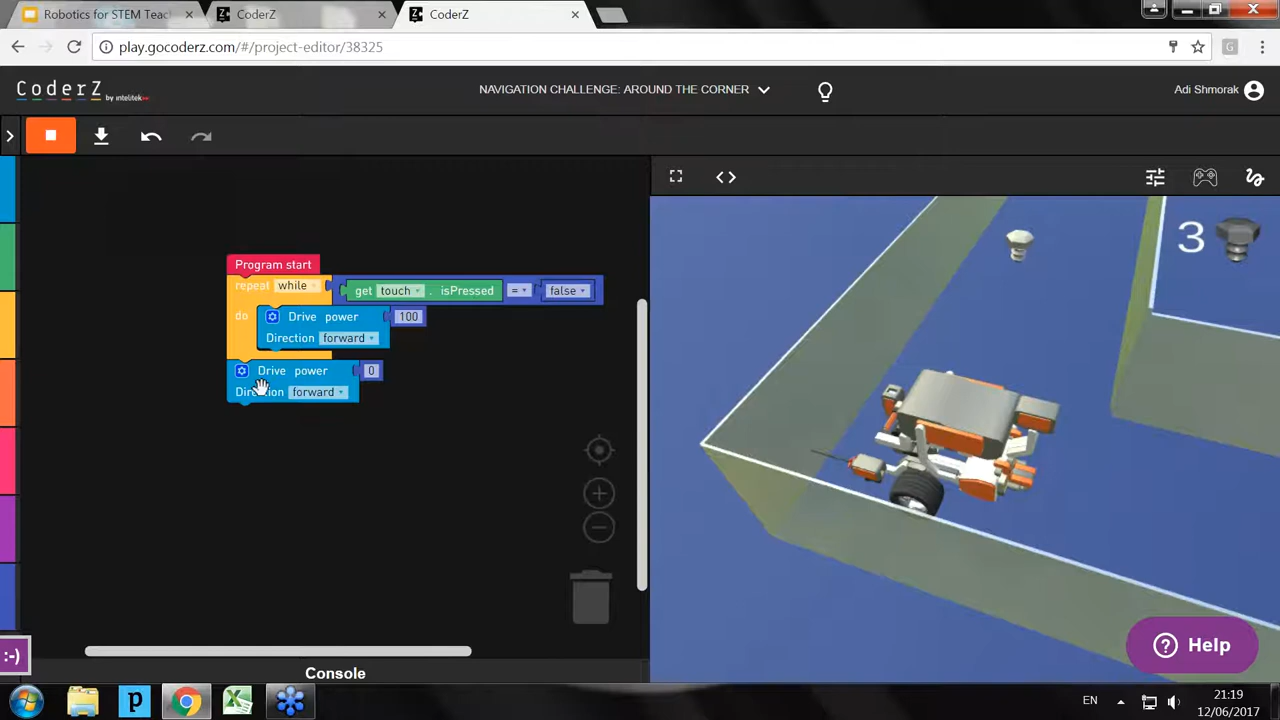 Robotics for STEM Teac
CoderZ
CoderZ
play.gocoderz.com/#/project-editor/38325
G
CoderZ
by intelitek
NAVIGATION CHALLENGE: AROUND THE CORNER
Adi Shmorak
Program start
repeat while get touch . isPressed = false
do Drive power 100
Direction forward
Drive power 0
Direction forward
3
:-)
Console
Help
EN
21:19
12/06/2017